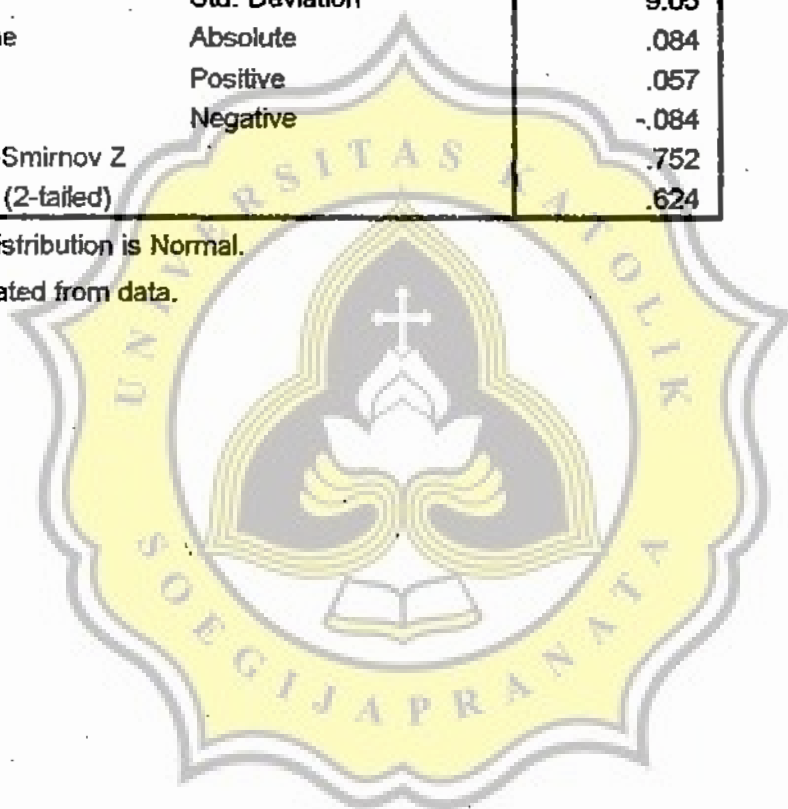 Std. Deviation 9.05
Absolute .084
Positive .057
Negative -.084
-Smirnov Z .752
(2-tailed) .624
istribution is Normal.
ated from data.
UNIVERSITAS KATOLIK
SOEGIJAPRANATA